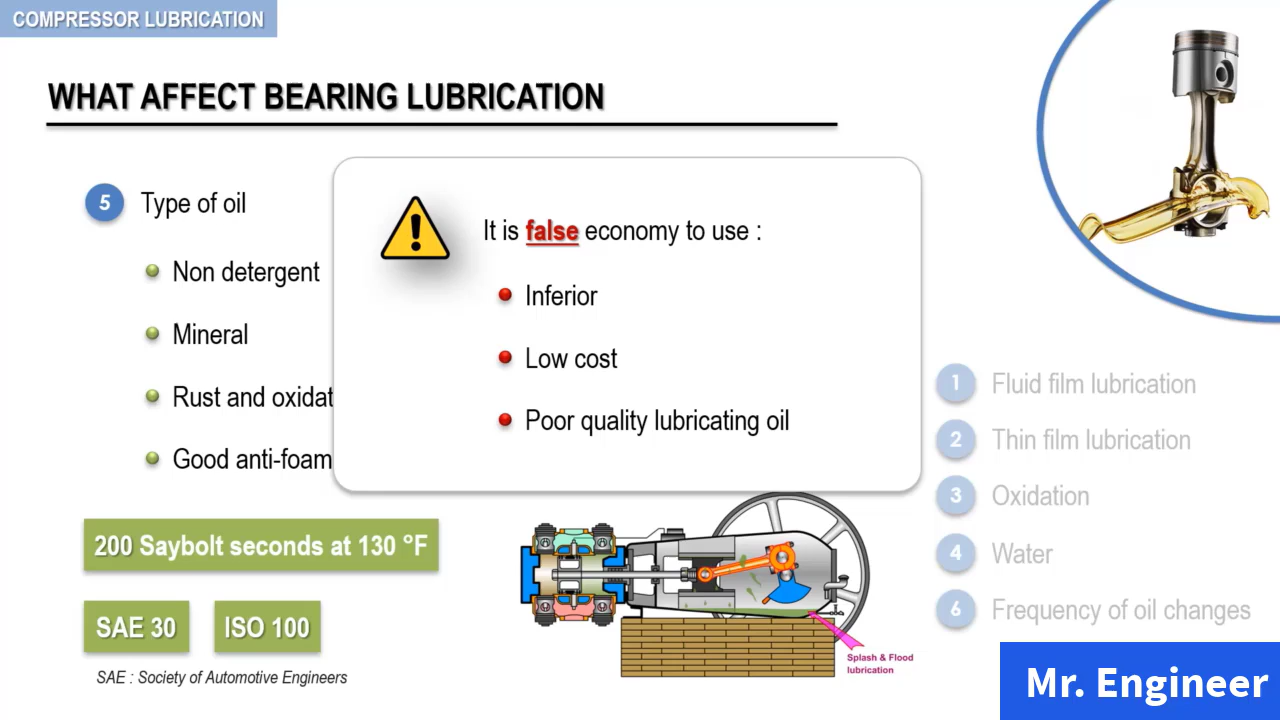 COMPRESSOR LUBRICATION
WHAT AFFECT BEARING LUBRICATION
5 Type of oil
Non detergent
Mineral
Rust and oxidat
Good anti-foam
It is false economy to use :
Inferior
Low cost
Poor quality lubricating oil
200 Saybolt seconds at 130 °F
SAE 30 ISO 100
SAE : Society of Automotive Engineers
Splash & Flood
lubrication
1 Fluid film lubrication
2 Thin film lubrication
3 Oxidation
4 Water
6 Frequency of oil changes
Mr. Engineer